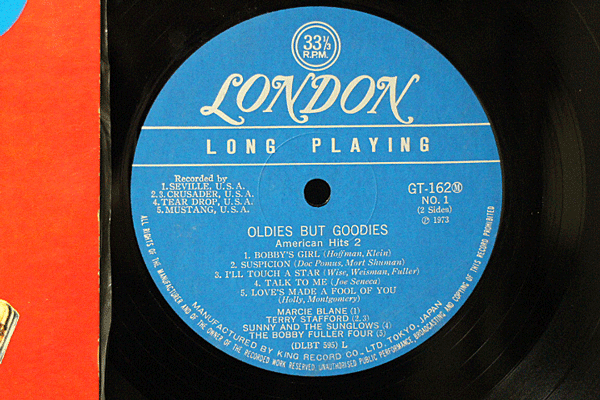 33⅓
R.P.M.
LONDON
LONG PLAYING
Recorded by
1. SEVILLE, U.S.A.
2.3. CRUSADER, U.S.A.
4. TEAR DROP, U.S.A.
5. MUSTANG, U.S.A.
GT-162 Ⓜ
NO. 1
(2 Sides)
Ⓟ 1973
OLDIES BUT GOODIES
American Hits 2
1. BOBBY'S GIRL (Hoffman, Klein)
2. SUSPICION (Doc Pomus, Mort Shuman)
3. I'LL TOUCH A STAR (Wise, Weisman, Fuller)
4. TALK TO ME (Joe Seneca)
5. LOVE'S MADE A FOOL OF YOU
(Holly, Montgomery)
MARCIE BLANE (1)
TERRY STAFFORD (2, 3)
SUNNY AND THE SUNGLOWS (4)
THE BOBBY FULLER FOUR (5)
(DLBT 595) L
MANUFACTURED BY KING RECORD CO., LTD. TOKYO, JAPAN
ALL RIGHTS OF THE MANUFACTURER AND OF THE OWNER OF THE RECORDED WORK RESERVED, UNAUTHORISED PUBLIC PERFORMANCE, BROADCASTING AND COPYING OF THIS RECORD PROHIBITED